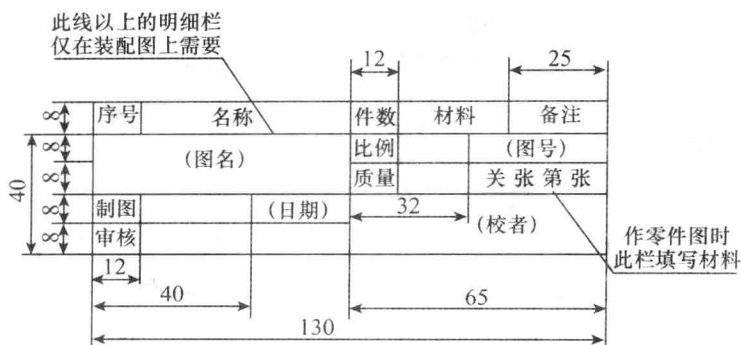 此线以上的明细栏
仅在装配图上需要
12
25
8
序号
名称
件数
材料
备注
8
(图名)
比例
(图号)
8
质量
关 张 第 张
40
8
制图
(日期)
32
(校者)
8
审核
作零件图时
此栏填写材料
12
40
65
130